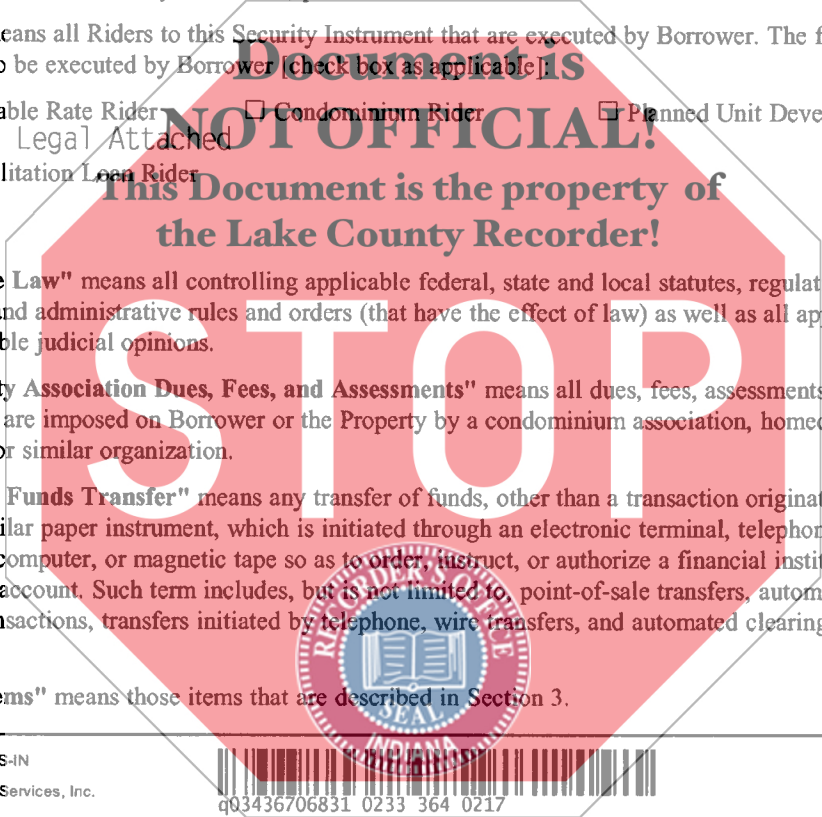 eans all Riders to this Security Instrument that are executed by Borrower. The f
o be executed by Borrower [check box as applicable]:
Document is
able Rate Rider ☐ Condominium Rider ☐ Planned Unit Deve
NOT OFFICIAL!
Legal Attached
litation Loan Rider
This Document is the property of
the Lake County Recorder!
e Law" means all controlling applicable federal, state and local statutes, regulat
nd administrative rules and orders (that have the effect of law) as well as all ap
ble judicial opinions.
STOP
ty Association Dues, Fees, and Assessments" means all dues, fees, assessments
are imposed on Borrower or the Property by a condominium association, home
or similar organization.
Funds Transfer" means any transfer of funds, other than a transaction originat
ilar paper instrument, which is initiated through an electronic terminal, telephon
computer, or magnetic tape so as to order, instruct, or authorize a financial instit
account. Such term includes, but is not limited to, point-of-sale transfers, autom
nsactions, transfers initiated by telephone, wire transfers, and automated clearing
RECORDER'S OFFICE
SEAL
INDIANA
ems" means those items that are described in Section 3.
S-IN
Services, Inc.
q03436706831 0233 364 0217